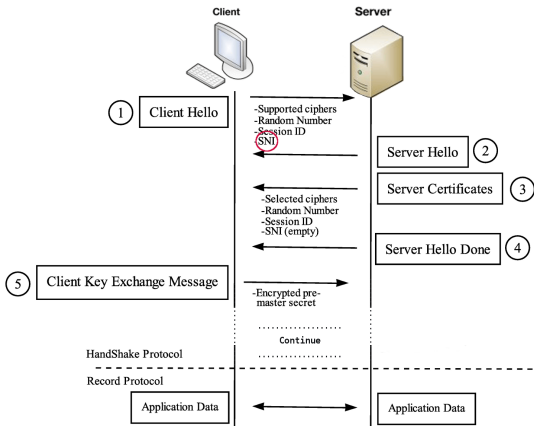 Client
Server
1
Client Hello
-Supported ciphers
-Random Number
-Session ID
-SNI
Server Hello
2
Server Certificates
3
-Selected ciphers
-Random Number
-Session ID
-SNI (empty)
Server Hello Done
4
5
Client Key Exchange Message
-Encrypted pre-
master secret
Continue
HandShake Protocol
Record Protocol
Application Data
Application Data